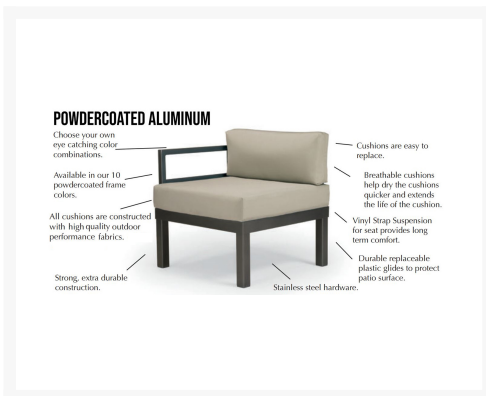 POWDERCOATED ALUMINUM
Choose your own
eye catching color
combinations.
Available in our 10
powdercoated frame
colors.
All cushions are constructed
with high quality outdoor
performance fabrics.
Strong, extra durable
construction.
Cushions are easy to
replace.
Breathable cushions
help dry the cushions
quicker and extends
the life of the cushion.
Vinyl Strap Suspension
for seat provides long
term comfort.
Durable replaceable
plastic glides to protect
patio surface.
Stainless steel hardware.